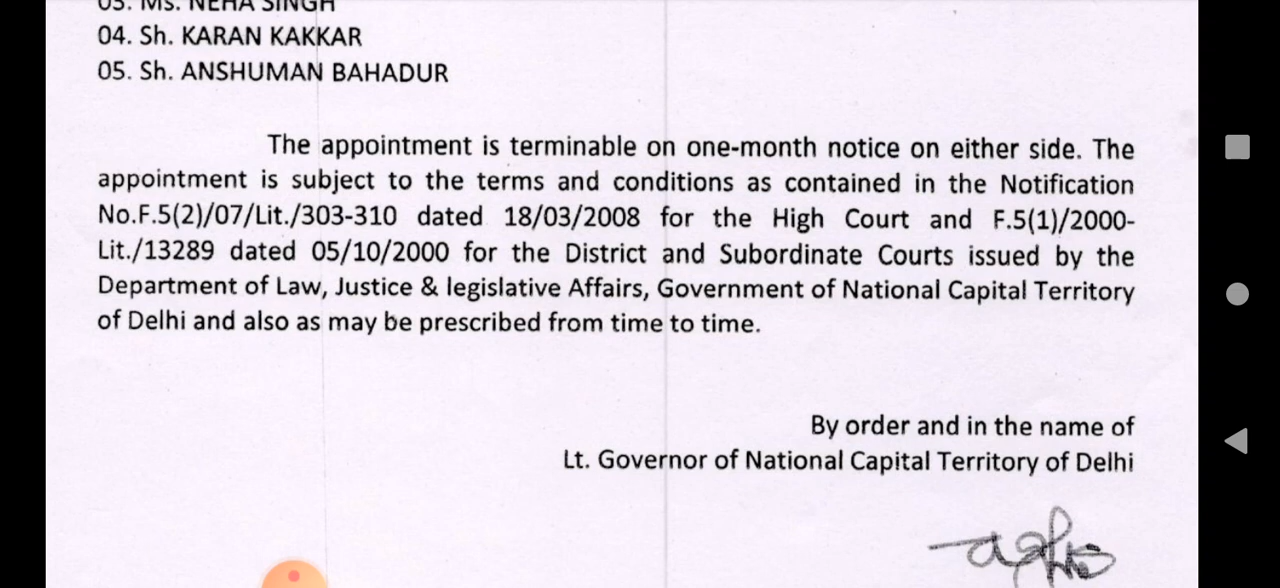 03. Ms. NEHA SINGH
04. Sh. KARAN KAKKAR
05. Sh. ANSHUMAN BAHADUR
The appointment is terminable on one-month notice on either side. The
appointment is subject to the terms and conditions as contained in the Notification
No.F.5(2)/07/Lit./303-310 dated 18/03/2008 for the High Court and F.5(1)/2000-
Lit./13289 dated 05/10/2000 for the District and Subordinate Courts issued by the
Department of Law, Justice & legislative Affairs, Government of National Capital Territory
of Delhi and also as may be prescribed from time to time.
By order and in the name of
Lt. Governor of National Capital Territory of Delhi